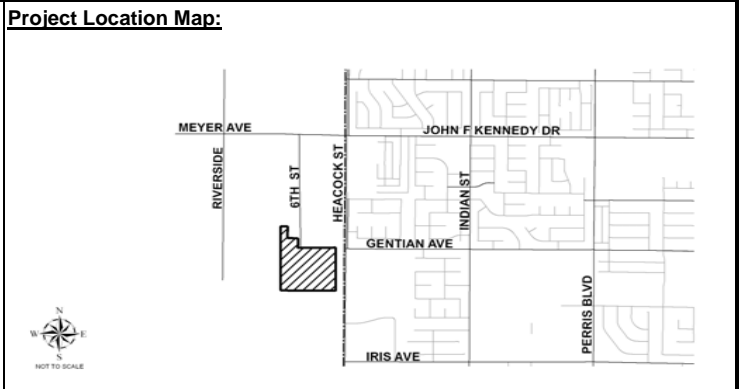 Project Location Map:
MEYER AVE
JOHN F KENNEDY DR
RIVERSIDE
6TH ST
HEACOCK ST
INDIAN ST
GENTIAN AVE
PERRIS BLVD
IRIS AVE
N
W E
S
NOT TO SCALE